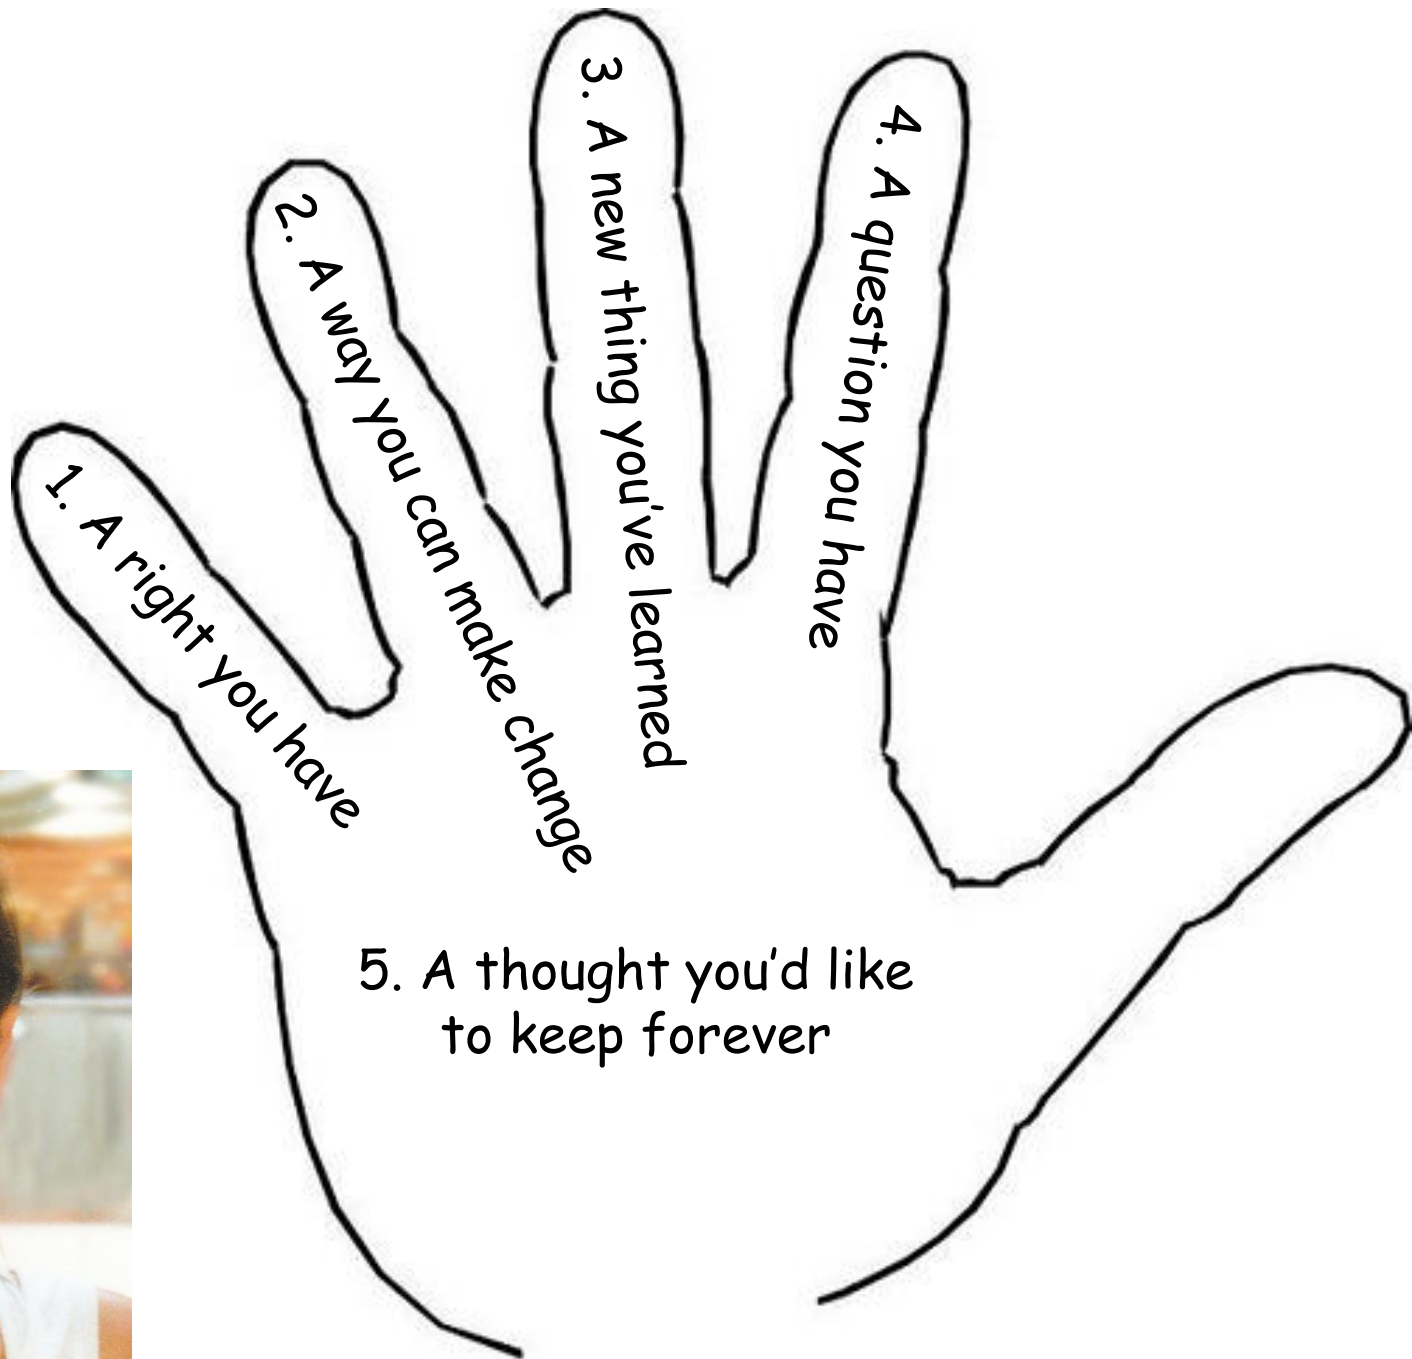 1. A right you have
2. A way you can make change
3. A new thing you've learned
4. A question you have
5. A thought you'd like
to keep forever